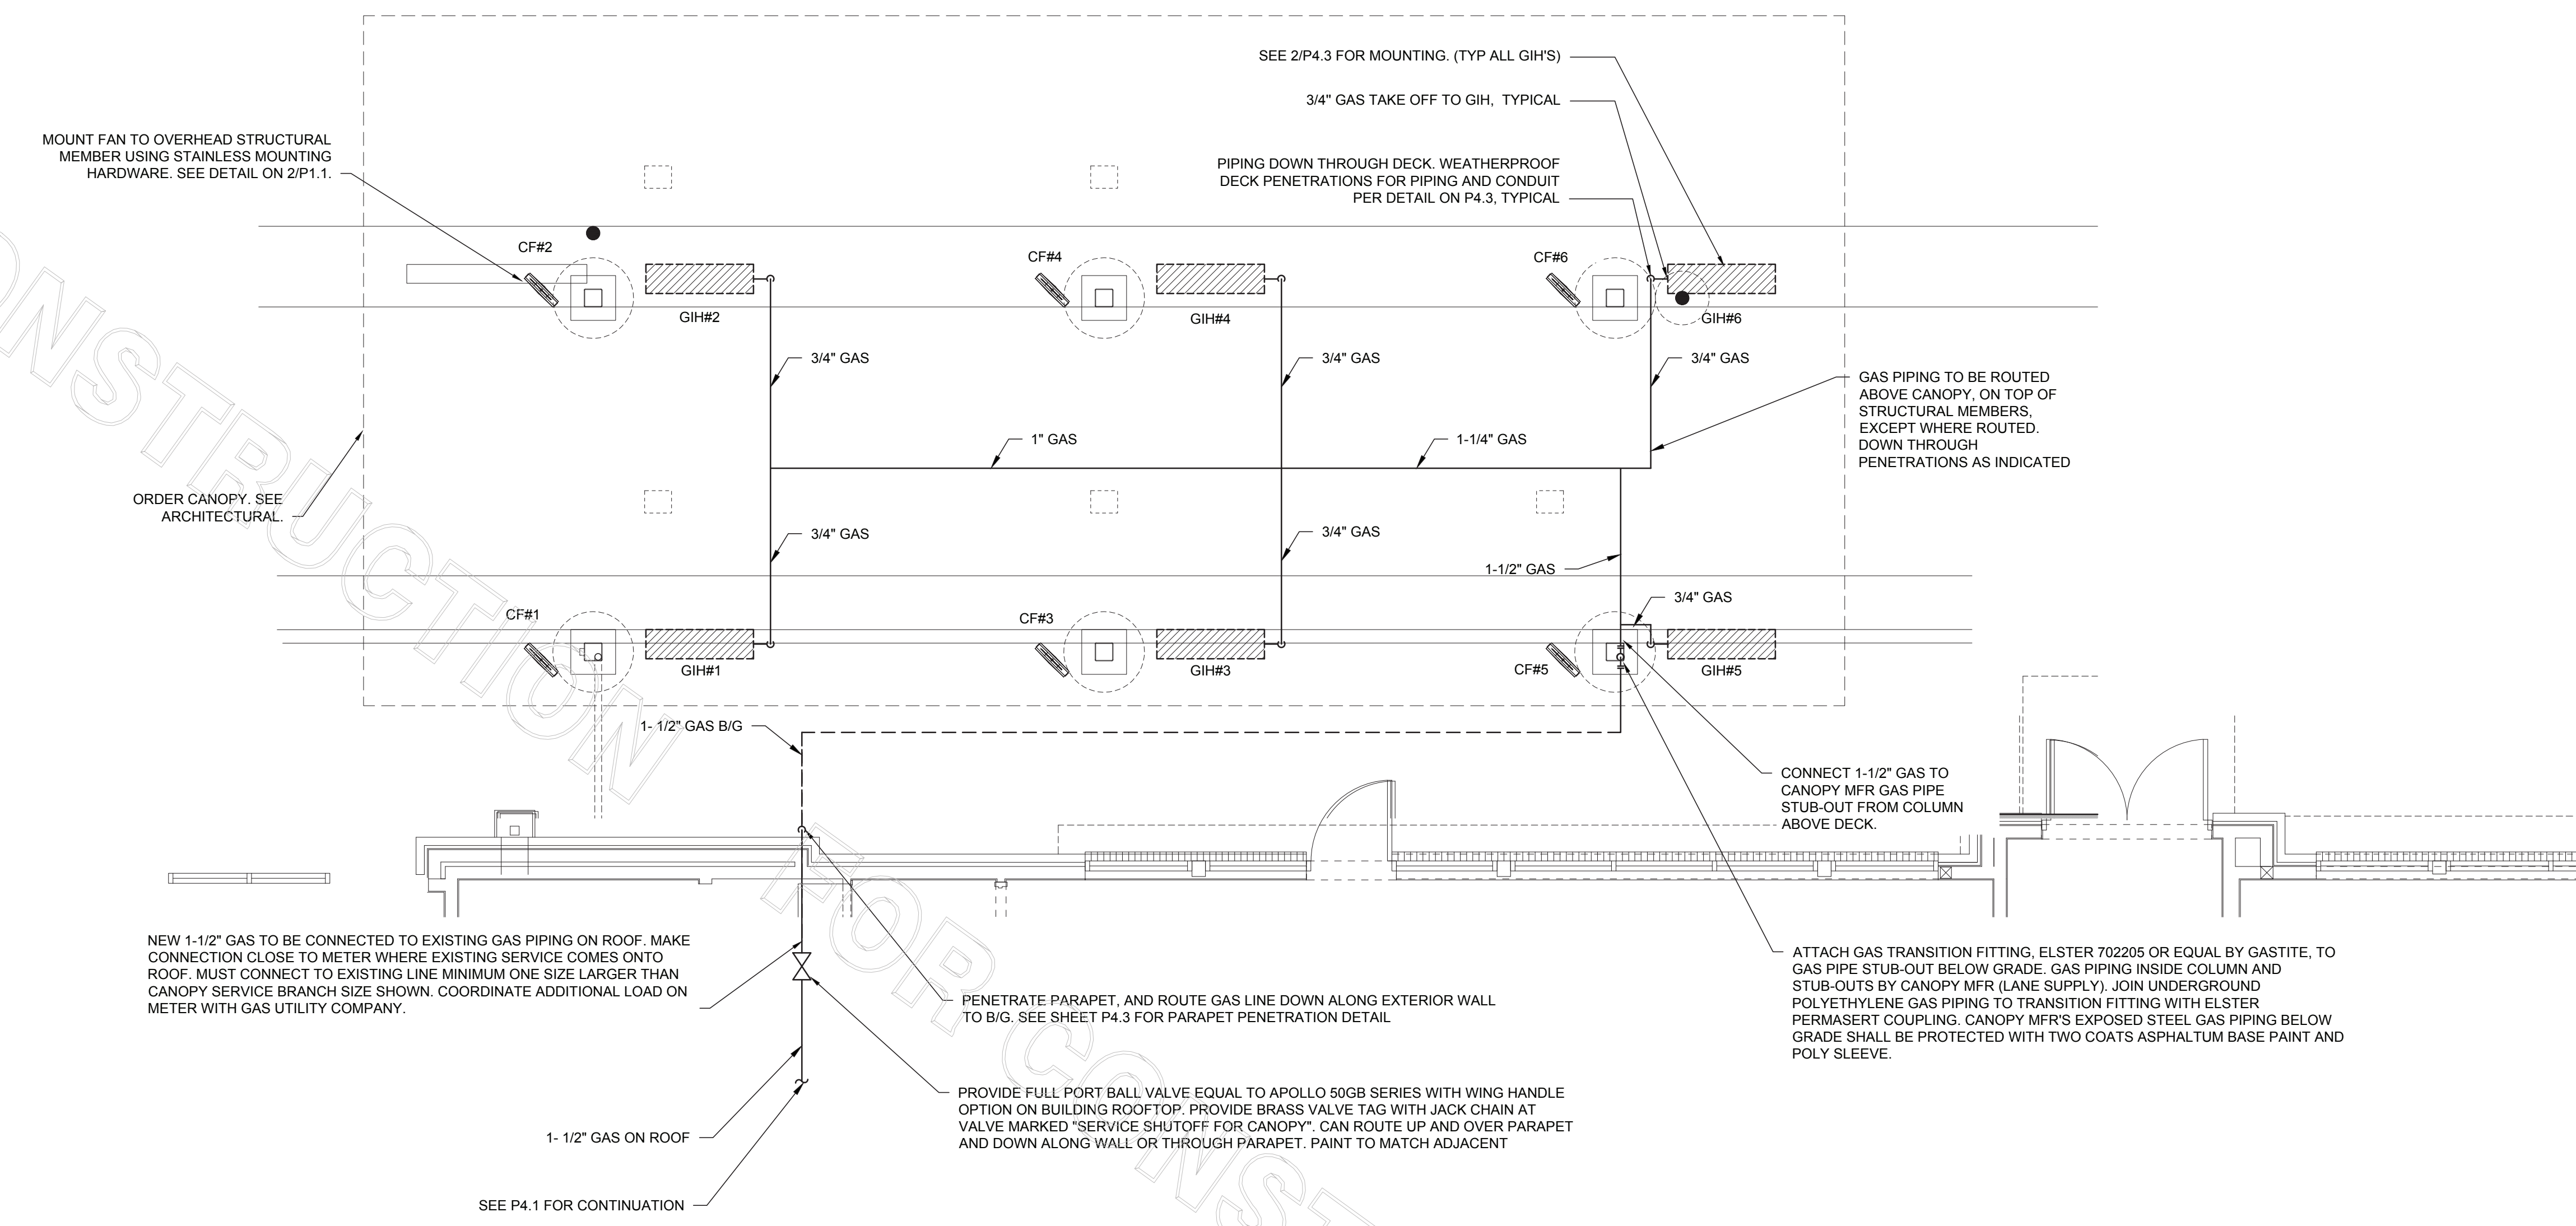 SEE 2/P4.3 FOR MOUNTING. (TYP ALL GIH'S)
3/4" GAS TAKE OFF TO GIH, TYPICAL
MOUNT FAN TO OVERHEAD STRUCTURAL
MEMBER USING STAINLESS MOUNTING
HARDWARE. SEE DETAIL ON 2/P1.1.
PIPING DOWN THROUGH DECK. WEATHERPROOF
DECK PENETRATIONS FOR PIPING AND CONDUIT
PER DETAIL ON P4.3, TYPICAL
CF#2
CF#4
CF#6
GIH#2
GIH#4
GIH#6
3/4" GAS
3/4" GAS
3/4" GAS
GAS PIPING TO BE ROUTED
ABOVE CANOPY, ON TOP OF
STRUCTURAL MEMBERS,
EXCEPT WHERE ROUTED.
DOWN THROUGH
PENETRATIONS AS INDICATED
1" GAS
1-1/4" GAS
ORDER CANOPY. SEE
ARCHITECTURAL.
3/4" GAS
3/4" GAS
1-1/2" GAS
3/4" GAS
CF#1
CF#3
CF#5
GIH#1
GIH#3
GIH#5
1- 1/2" GAS B/G
CONNECT 1-1/2" GAS TO
CANOPY MFR GAS PIPE
STUB-OUT FROM COLUMN
ABOVE DECK.
NEW 1-1/2" GAS TO BE CONNECTED TO EXISTING GAS PIPING ON ROOF. MAKE
CONNECTION CLOSE TO METER WHERE EXISTING SERVICE COMES ONTO
ROOF. MUST CONNECT TO EXISTING LINE MINIMUM ONE SIZE LARGER THAN
CANOPY SERVICE BRANCH SIZE SHOWN. COORDINATE ADDITIONAL LOAD ON
METER WITH GAS UTILITY COMPANY.
PENETRATE PARAPET, AND ROUTE GAS LINE DOWN ALONG EXTERIOR WALL
TO B/G. SEE SHEET P4.3 FOR PARAPET PENETRATION DETAIL
ATTACH GAS TRANSITION FITTING, ELSTER 702205 OR EQUAL BY GASTITE, TO
GAS PIPE STUB-OUT BELOW GRADE. GAS PIPING INSIDE COLUMN AND
STUB-OUTS BY CANOPY MFR (LANE SUPPLY). JOIN UNDERGROUND
POLYETHYLENE GAS PIPING TO TRANSITION FITTING WITH ELSTER
PERMASERT COUPLING. CANOPY MFR'S EXPOSED STEEL GAS PIPING BELOW
GRADE SHALL BE PROTECTED WITH TWO COATS ASPHALTUM BASE PAINT AND
POLY SLEEVE.
PROVIDE FULL PORT BALL VALVE EQUAL TO APOLLO 50GB SERIES WITH WING HANDLE
OPTION ON BUILDING ROOFTOP. PROVIDE BRASS VALVE TAG WITH JACK CHAIN AT
VALVE MARKED "SERVICE SHUTOFF FOR CANOPY". CAN ROUTE UP AND OVER PARAPET
AND DOWN ALONG WALL OR THROUGH PARAPET. PAINT TO MATCH ADJACENT
1- 1/2" GAS ON ROOF
SEE P4.1 FOR CONTINUATION
ONSTRUCTION
FOR CONST